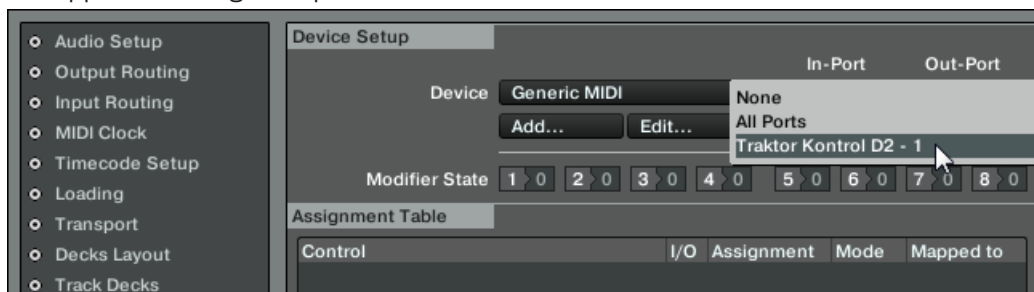 Audio Setup
Output Routing
Input Routing
MIDI Clock
Timecode Setup
Loading
Transport
Decks Layout
Track Decks
Device Setup
In-Port Out-Port
Device Generic MIDI
Add... Edit...
None
All Ports
Traktor Kontrol D2 - 1
Modifier State 1 0 2 0 3 0 4 0 5 0 6 0 7 0 8 0
Assignment Table
Control I/O Assignment Mode Mapped to